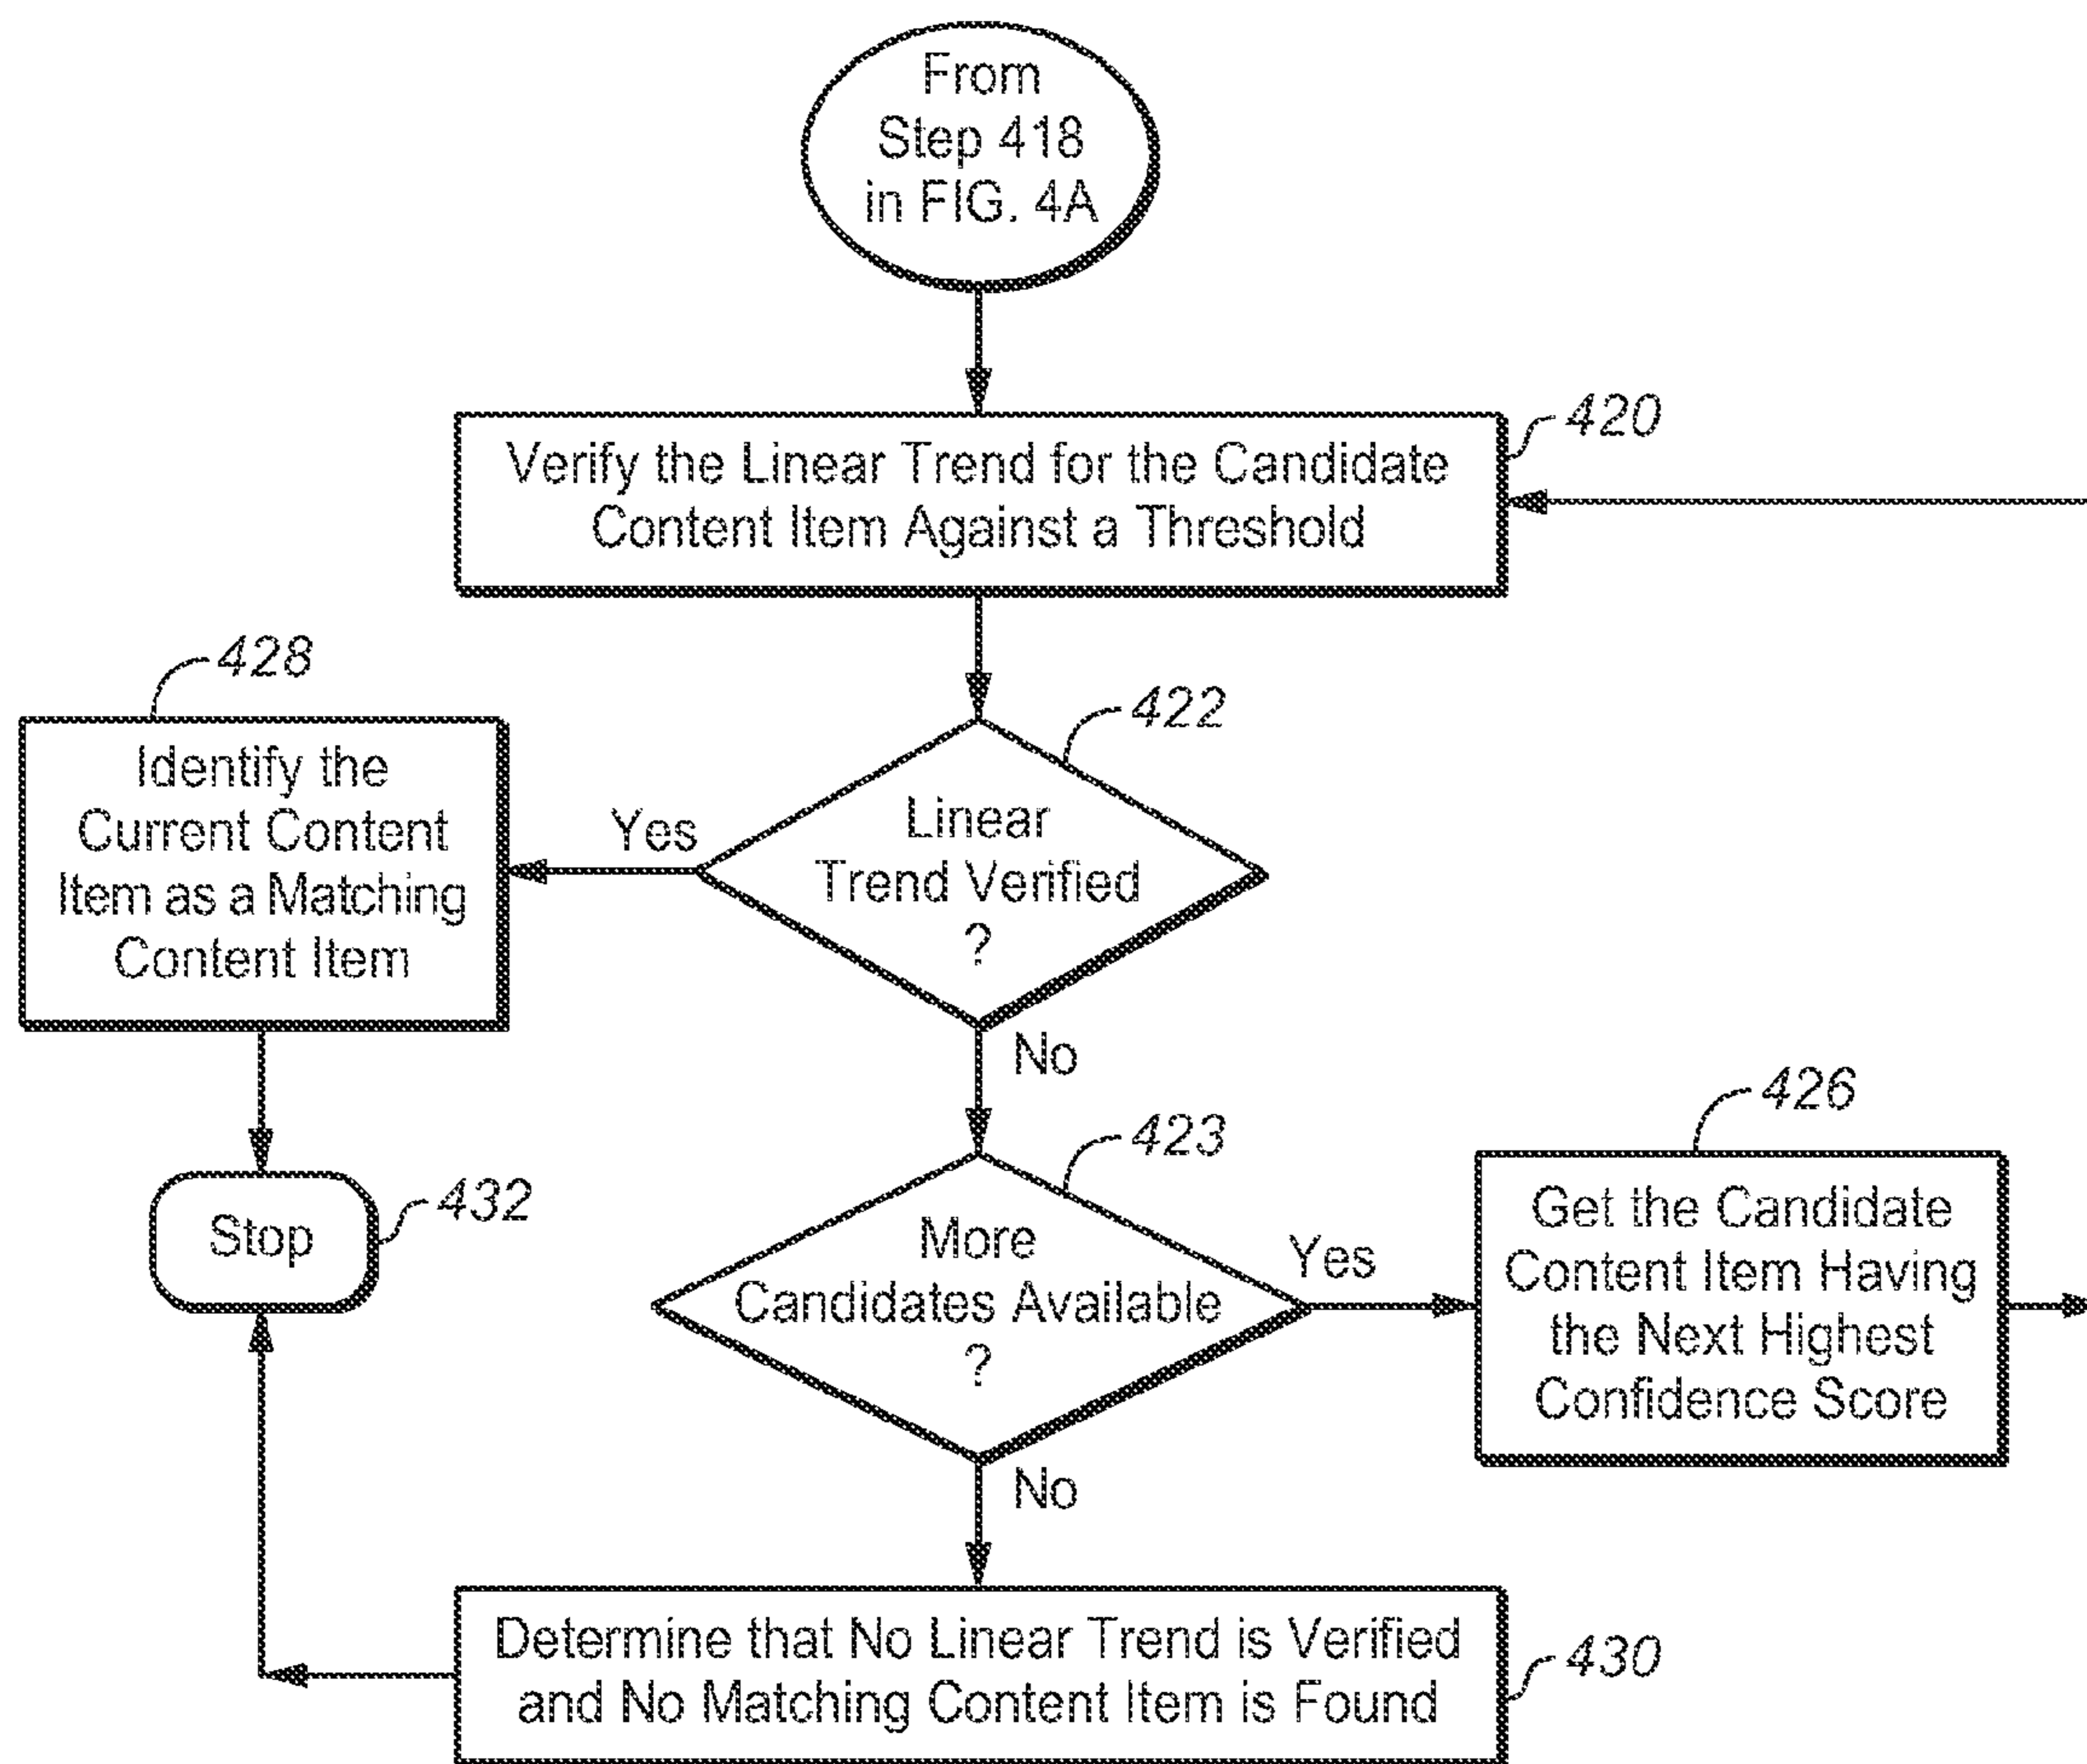 From
Step 418
in FIG. 4A
420
Verify the Linear Trend for the Candidate
Content Item Against a Threshold
428
Identify the
Current Content
Item as a Matching
Content Item
422
Yes
Linear
Trend Verified
?
No
423
426
432
Stop
More
Candidates Available
?
Yes
Get the Candidate
Content Item Having
the Next Highest
Confidence Score
No
Determine that No Linear Trend is Verified
and No Matching Content Item is Found
430